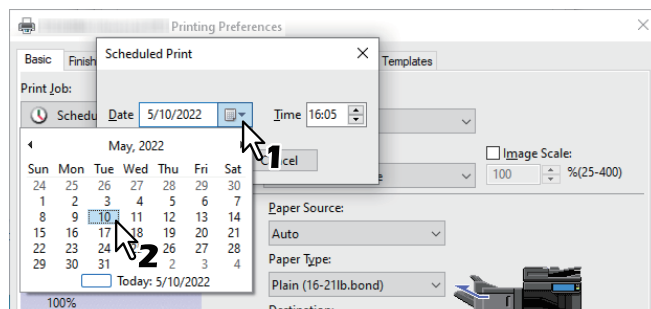 Printing Preferences
Basic Finish Templates
Scheduled Print
Print Job:
Schedu
Date 5/10/2022 Time 16:05
1
May, 2022
Sun Mon Tue Wed Thu Fri Sat
24 25 26 27 28 29 30
1 2 3 4 5 6 7
8 9 10 11 12 13 14
15 16 17 18 19 20 21
22 23 24 26 27 28
29 30 31 2 3 4
2
Today: 5/10/2022
100%
Image Scale:
100 %(25-400)
Paper Source:
Auto
Paper Type:
Plain (16-21lb.bond)